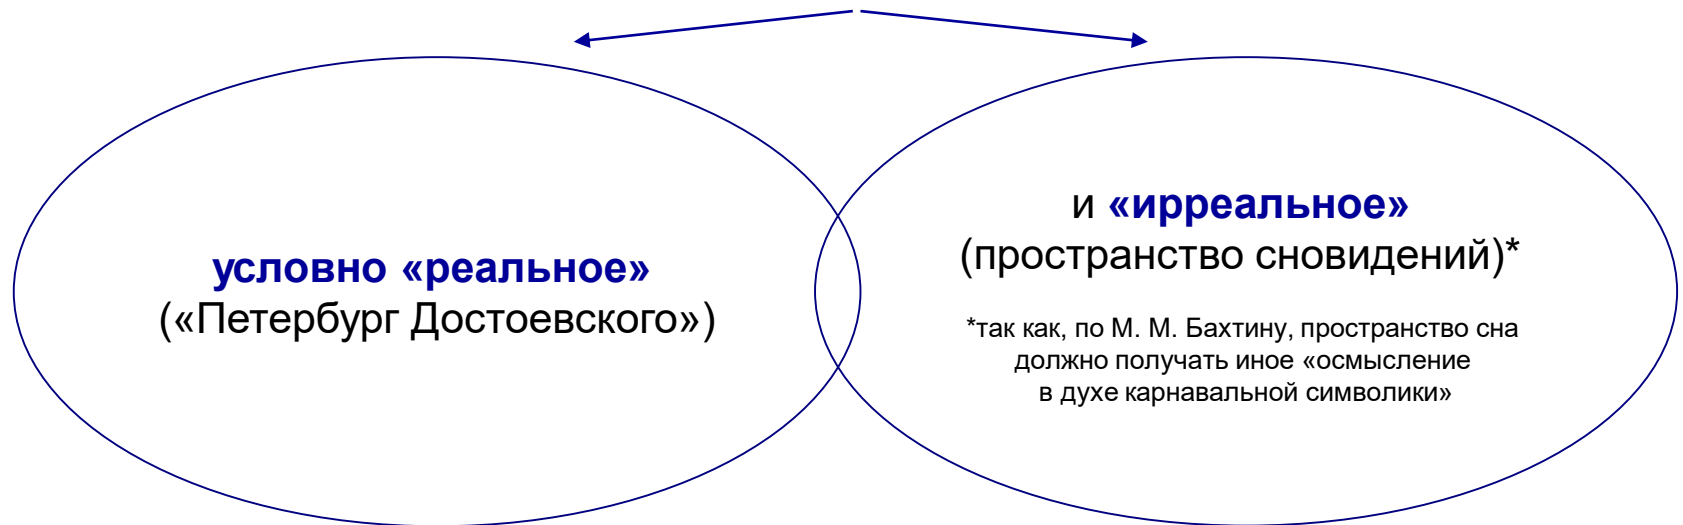 условно «реальное»
(«Петербург Достоевского»)
и «ирреальное»
(пространство сновидений)*
*так как, по М. М. Бахтину, пространство сна
должно получать иное «осмысление
в духе карнавальной символики»